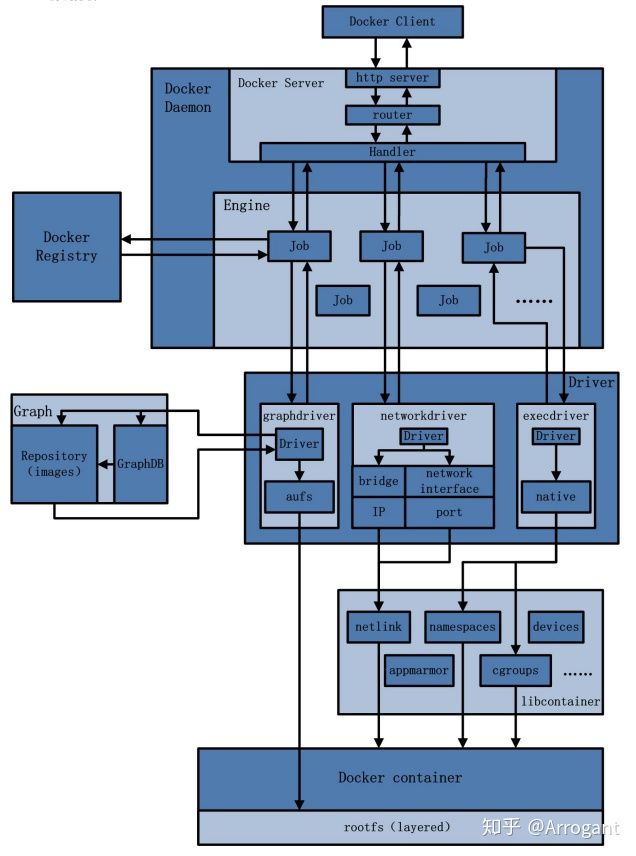 Docker Client
Docker
Daemon
Docker Server
http server
router
Handler
Engine
Docker
Registry
Job
Job
Job
Job
Job
......
Driver
Graph
Repository
(images)
GraphDB
graphdriver
Driver
aufs
networkdriver
Driver
bridge
network
interface
IP
port
execdriver
Driver
native
netlink
namespaces
devices
appmarmor
cgroups
......
libcontainer
Docker container
rootfs (layered)
知乎 @Arrogant